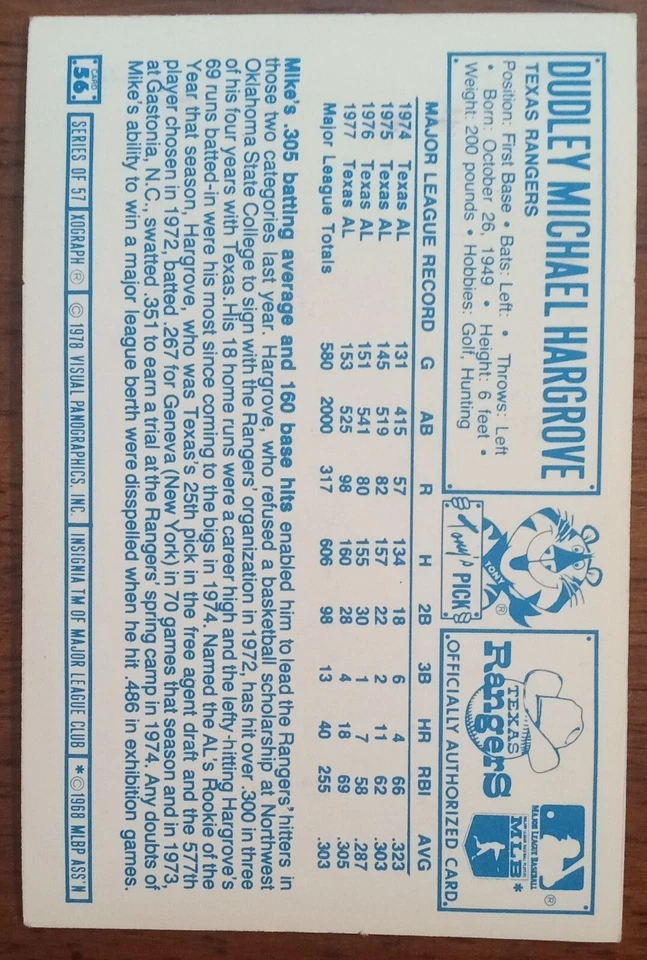 DUDLEY MICHAEL HARGROVE
TEXAS RANGERS
Position: First Base • Bats: Left: • Throws: Left
• Born: October 26, 1949 • Height: 6 feet •
Weight: 200 pounds • Hobbies: Golf, Hunting
TONY
®
Tony's
PICK
TEXAS
Rangers
MAJOR LEAGUE BASEBALL
®
MLB *
OFFICIALLY AUTHORIZED CARD.
MAJOR LEAGUE RECORD G AB R H 2B 3B HR RBI AVG
1974 Texas AL 131 415 57 134 18 6 4 66 .323
1975 Texas AL 145 519 82 157 22 2 11 62 .303
1976 Texas AL 151 541 80 155 30 1 7 58 .287
1977 Texas AL 153 525 98 160 28 4 18 69 .305
Major League Totals 580 2000 317 606 98 13 40 255 .303
Mike's .305 batting average and 160 base hits enabled him to lead the Rangers' hitters in
those two categories last year. Hargrove, who refused a basketball scholarship at Northwest
Oklahoma State College to sign with the Rangers' organization in 1972, has hit over .300 in three
of his four years with Texas. His 18 home runs were a career high and the lefty-hitting Hargrove's
69 runs batted-in were his most since coming to the bigs in 1974. Named the AL's Rookie of the
Year that season, Hargrove, who was Texas's 25th pick in the free agent draft and the 577th
player chosen in 1972, batted .267 for Geneva (New York) in 70 games that season and in 1973,
at Gastonia, N.C., swatted .351 to earn a trial at the Rangers' spring camp in 1974. Any doubts of
Mike's ability to win a major league berth were dispelled when he hit .486 in exhibition games.
CARD
.56.
SERIES OF 57 XOGRAPH ® © 1978 VISUAL PANOGRAPHICS, INC. INSIGNIA TM OF MAJOR LEAGUE CLUB *©1968 MLBP ASS'N